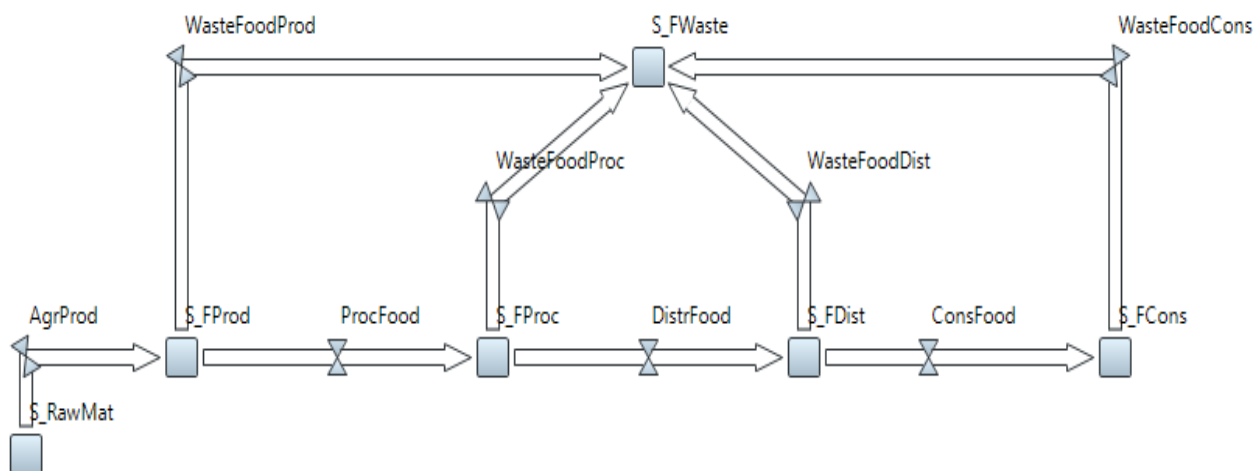 WasteFoodProd
S_FWaste
WasteFoodCons
WasteFoodProc
WasteFoodDist
AgrProd
S_FProd
ProcFood
S_FProc
DistrFood
S_FDist
ConsFood
S_FCons
S_RawMat